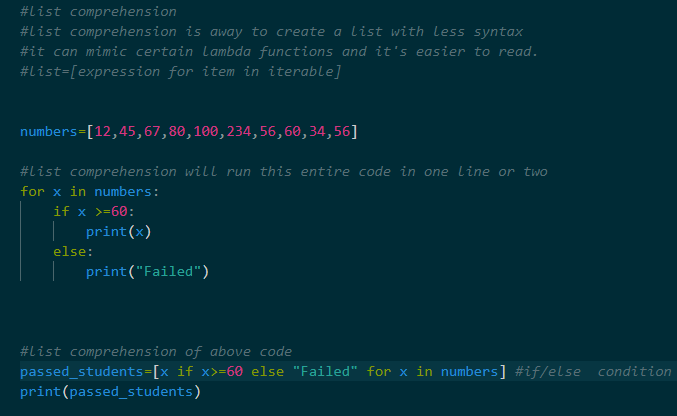 #list comprehension
#list comprehension is away to create a list with less syntax
#it can mimic certain lambda functions and it's easier to read.
#list=[expression for item in iterable]
numbers=[12,45,67,80,100,234,56,60,34,56]
#list comprehension will run this entire code in one line or two
for x in numbers:
    if x >=60:
        print(x)
    else:
        print("Failed")
#list comprehension of above code
passed_students=[x if x>=60 else "Failed" for x in numbers] #if/else  condition
print(passed_students)